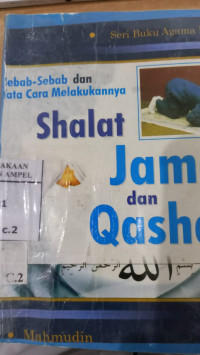 • Seri Buku Agama
Sebab-Sebab dan
Tata Cara Melakukannya
Shalat
Jam
dan
Qasha
AKAAN
N AMPEL
c.2
C.2
الله
بسم الرحمن الرحيم
• Mahmudin